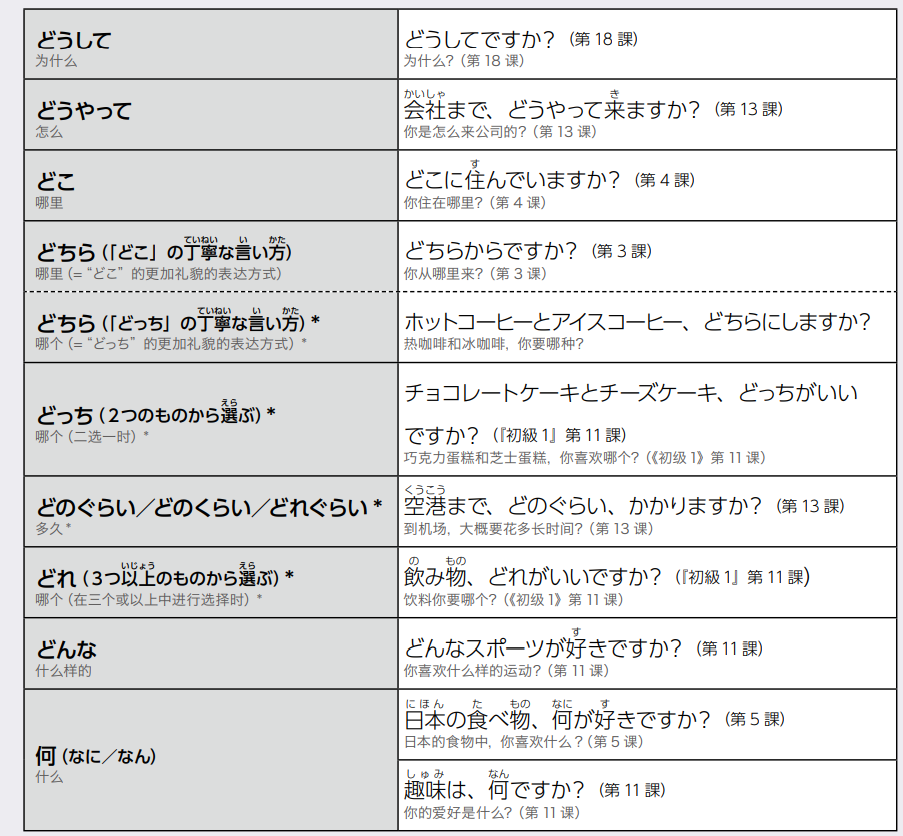 どうして
为什么
どうしてですか？（第 18 課）
为什么？（第 18 课）
どうやって
怎么
かいしゃ き
会社まで、どうやって来ますか？（第 13 課）
你是怎么来公司的？（第 13 课）
どこ
哪里
す
どこに住んでいますか？（第 4 課）
你住在哪里？（第 4 课）
ていねい い かた
どちら（「どこ」の丁寧な言い方）
哪里（= “どこ” 的更加礼貌的表达方式）
どちらからですか？（第 3 課）
你从哪里来？（第 3 课）
ていねい い かた
どちら（「どっち」の丁寧な言い方）*
哪个（= “どっち” 的更加礼貌的表达方式）*
ホットコーヒーとアイスコーヒー、どちらにしますか？
热咖啡和冰咖啡，你要哪种？
えら
どっち（２つのものから選ぶ）*
哪个（二选一时）*
チョコレートケーキとチーズケーキ、どっちがいい
ですか？（『初級 1』第 11 課）
巧克力蛋糕和芝士蛋糕，你喜欢哪个？（《初级 1》第 11 课）
どのぐらい／どのくらい／どれぐらい *
多久 *
くうこう
空港まで、どのぐらい、かかりますか？（第 13 課）
到机场，大概要花多长时间？（第 13 课）
いじょう えら
どれ（３つ以上のものから選ぶ）*
哪个（在三个或以上中进行选择时）*
の もの
飲み物、どれがいいですか？（『初級 1』第 11 課）
饮料你要哪个？（《初级 1》第 11 课）
どんな
什么样的
す
どんなスポーツが好きですか？（第 11 課）
你喜欢什么样的运动？（第 11 课）
何（なに／なん）
什么
にほん た もの なに す
日本の食べ物、何が好きですか？（第 5 課）
日本的食物中，你喜欢什么？（第 5 课）
しゅみ なん
趣味は、何ですか？（第 11 課）
你的爱好是什么？（第 11 课）